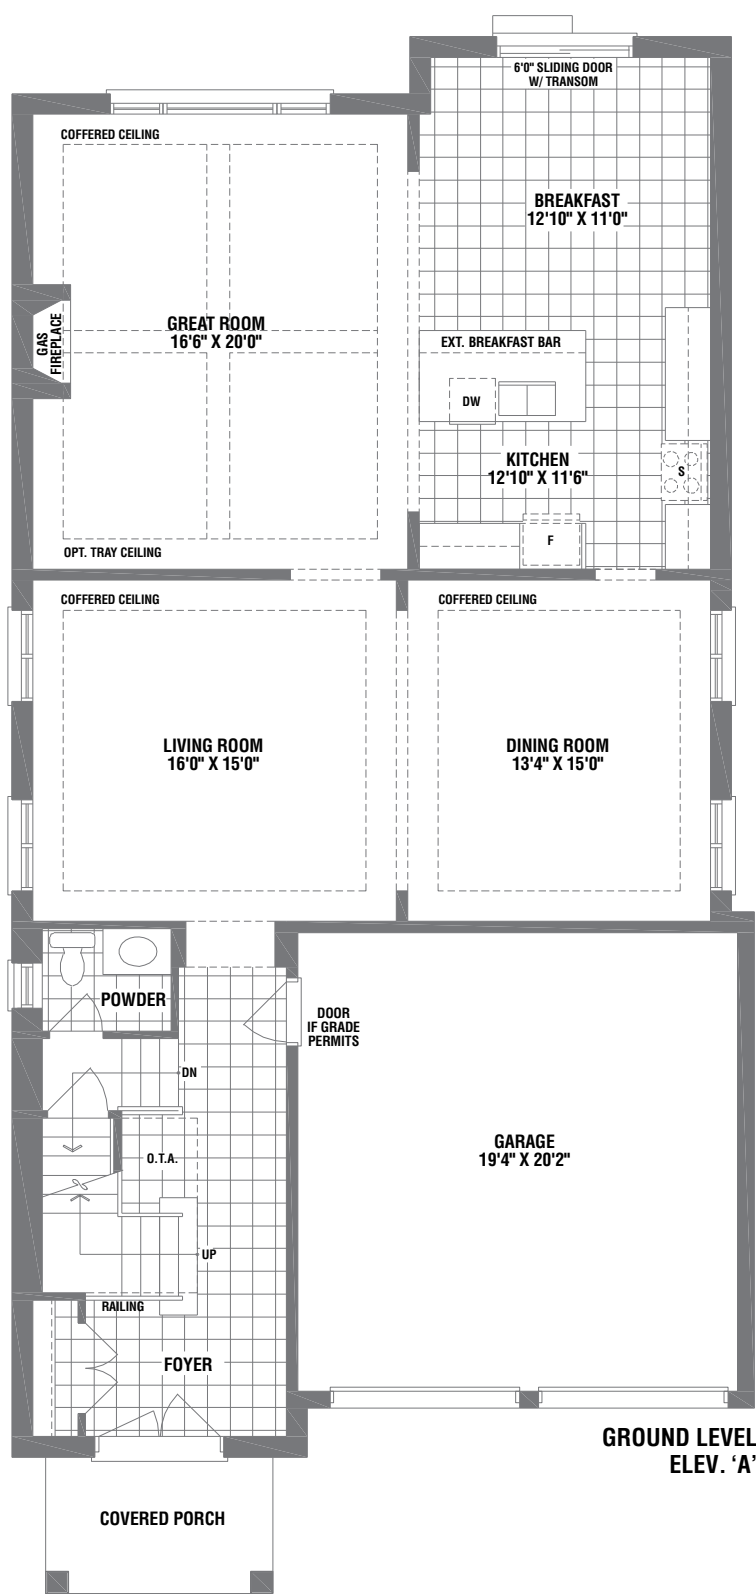 6'0" SLIDING DOOR
W/ TRANSOM
COFFERED CEILING
BREAKFAST
12'10" X 11'0"
GREAT ROOM
16'6" X 20'0"
GAS
FIREPLACE
EXT. BREAKFAST BAR
DW
KITCHEN
12'10" X 11'6"
S
F
OPT. TRAY CEILING
COFFERED CEILING
COFFERED CEILING
LIVING ROOM
16'0" X 15'0"
DINING ROOM
13'4" X 15'0"
POWDER
DOOR
IF GRADE
PERMITS
DN
O.T.A.
GARAGE
19'4" X 20'2"
UP
RAILING
FOYER
GROUND LEVEL
ELEV. ‘A’
COVERED PORCH